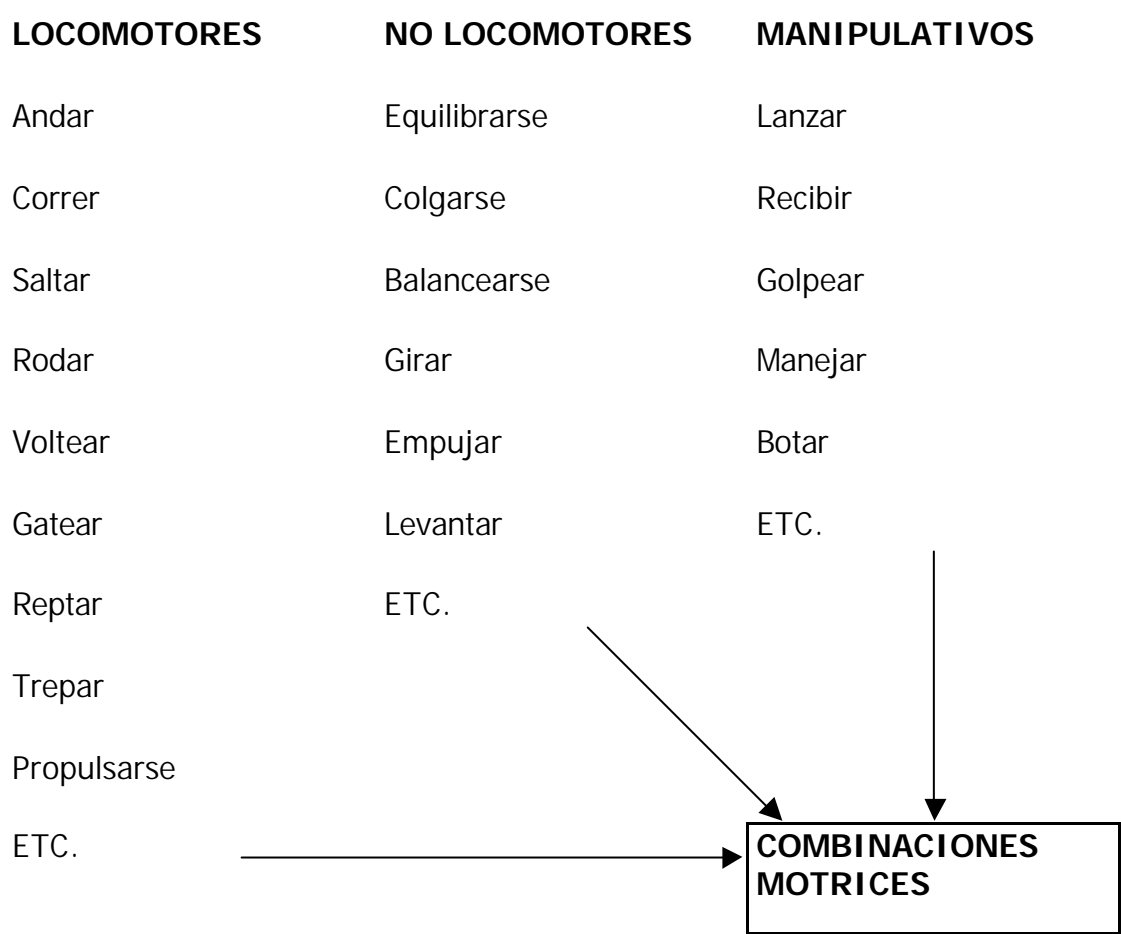 LOCOMOTORES NO LOCOMOTORES MANIPULATIVOS
Andar Equilibrarse Lanzar
Correr Colgarse Recibir
Saltar Balancearse Golpear
Rodar Girar Manejar
Voltear Empujar Botar
Gatear Levantar ETC.
Reptar ETC.
Trepar
Propulsarse
ETC.
COMBINACIONES
MOTRICES